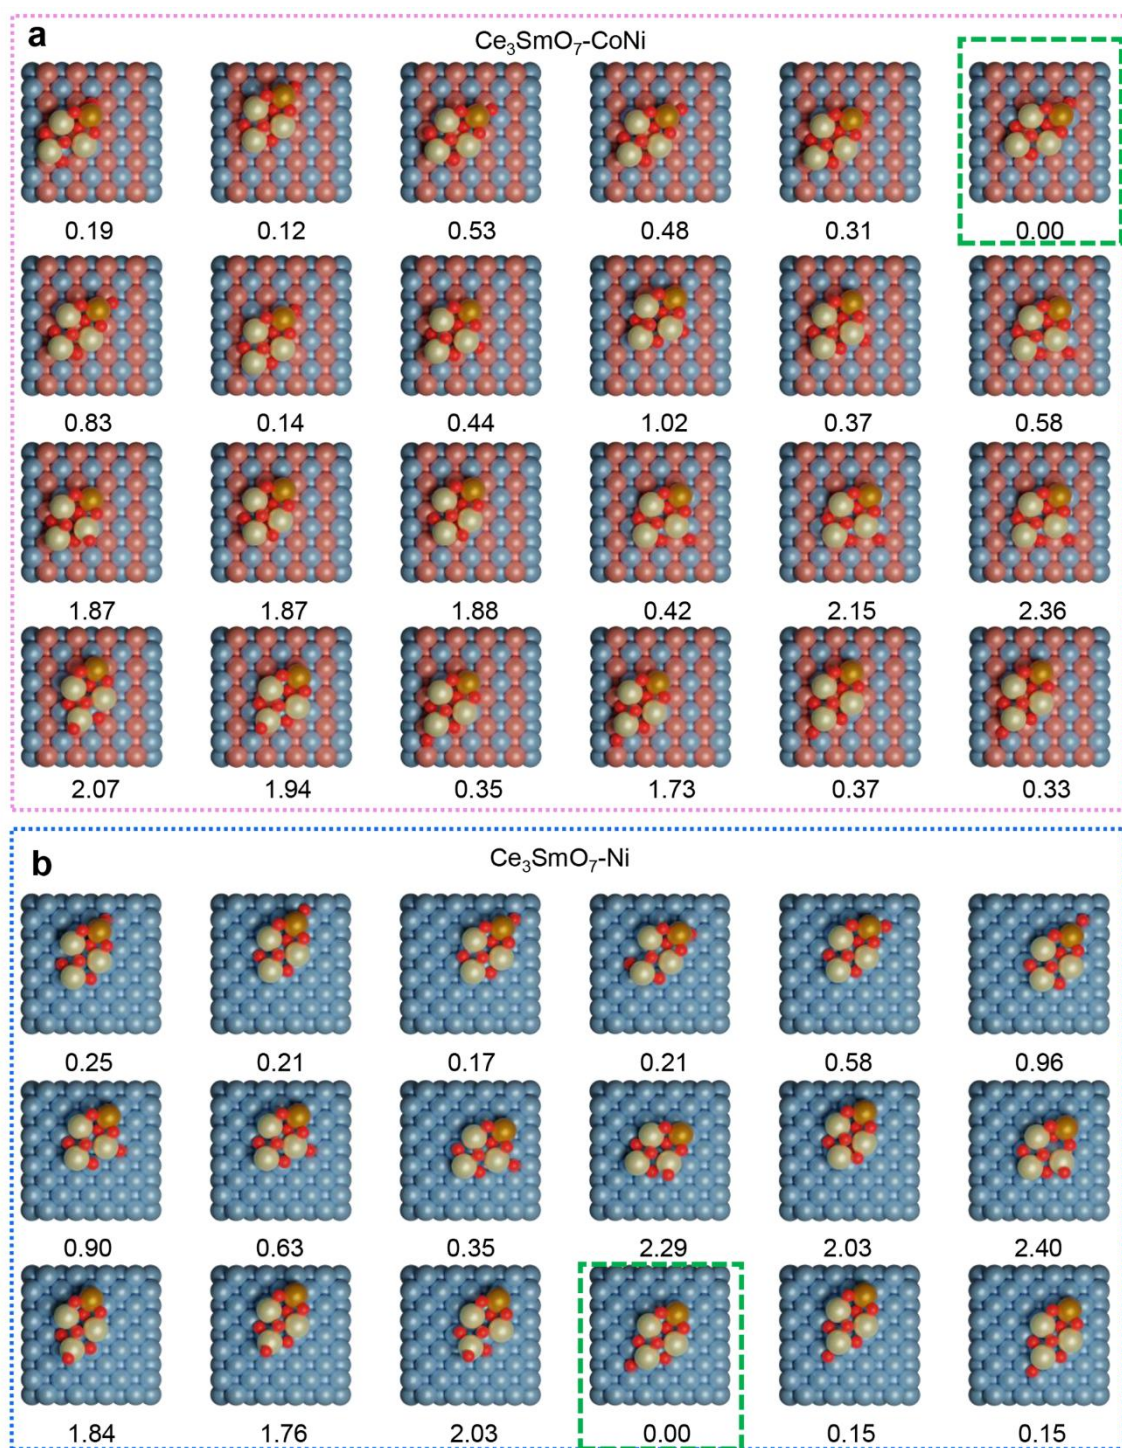 a
Ce₃SmO₇-CoNi
0.19 0.12 0.53 0.48 0.31 0.00
0.83 0.14 0.44 1.02 0.37 0.58
1.87 1.87 1.88 0.42 2.15 2.36
2.07 1.94 0.35 1.73 0.37 0.33
b
Ce₃SmO₇-Ni
0.25 0.21 0.17 0.21 0.58 0.96
0.90 0.63 0.35 2.29 2.03 2.40
1.84 1.76 2.03 0.00 0.15 0.15